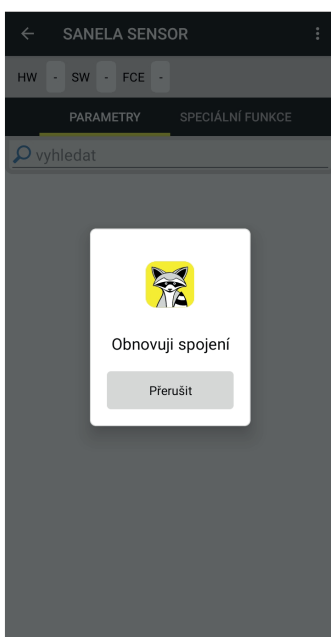 SANELA SENSOR
HW - SW - FCE -
PARAMETRY SPECIÁLNÍ FUNKCE
vyhledat
Obnovuji spojení
Přerušit